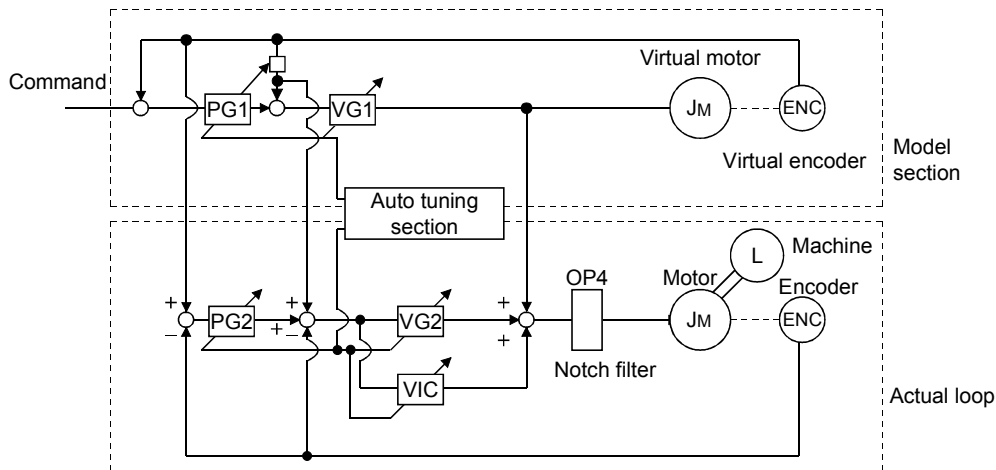 Virtual motor
Command
PG1
VG1
JM
ENC
Virtual encoder
Model
section
Auto tuning
section
Machine
L
OP4
Motor
Encoder
+
+
+
PG2
+
VG2
JM
ENC
−
−
+
Notch filter
VIC
Actual loop